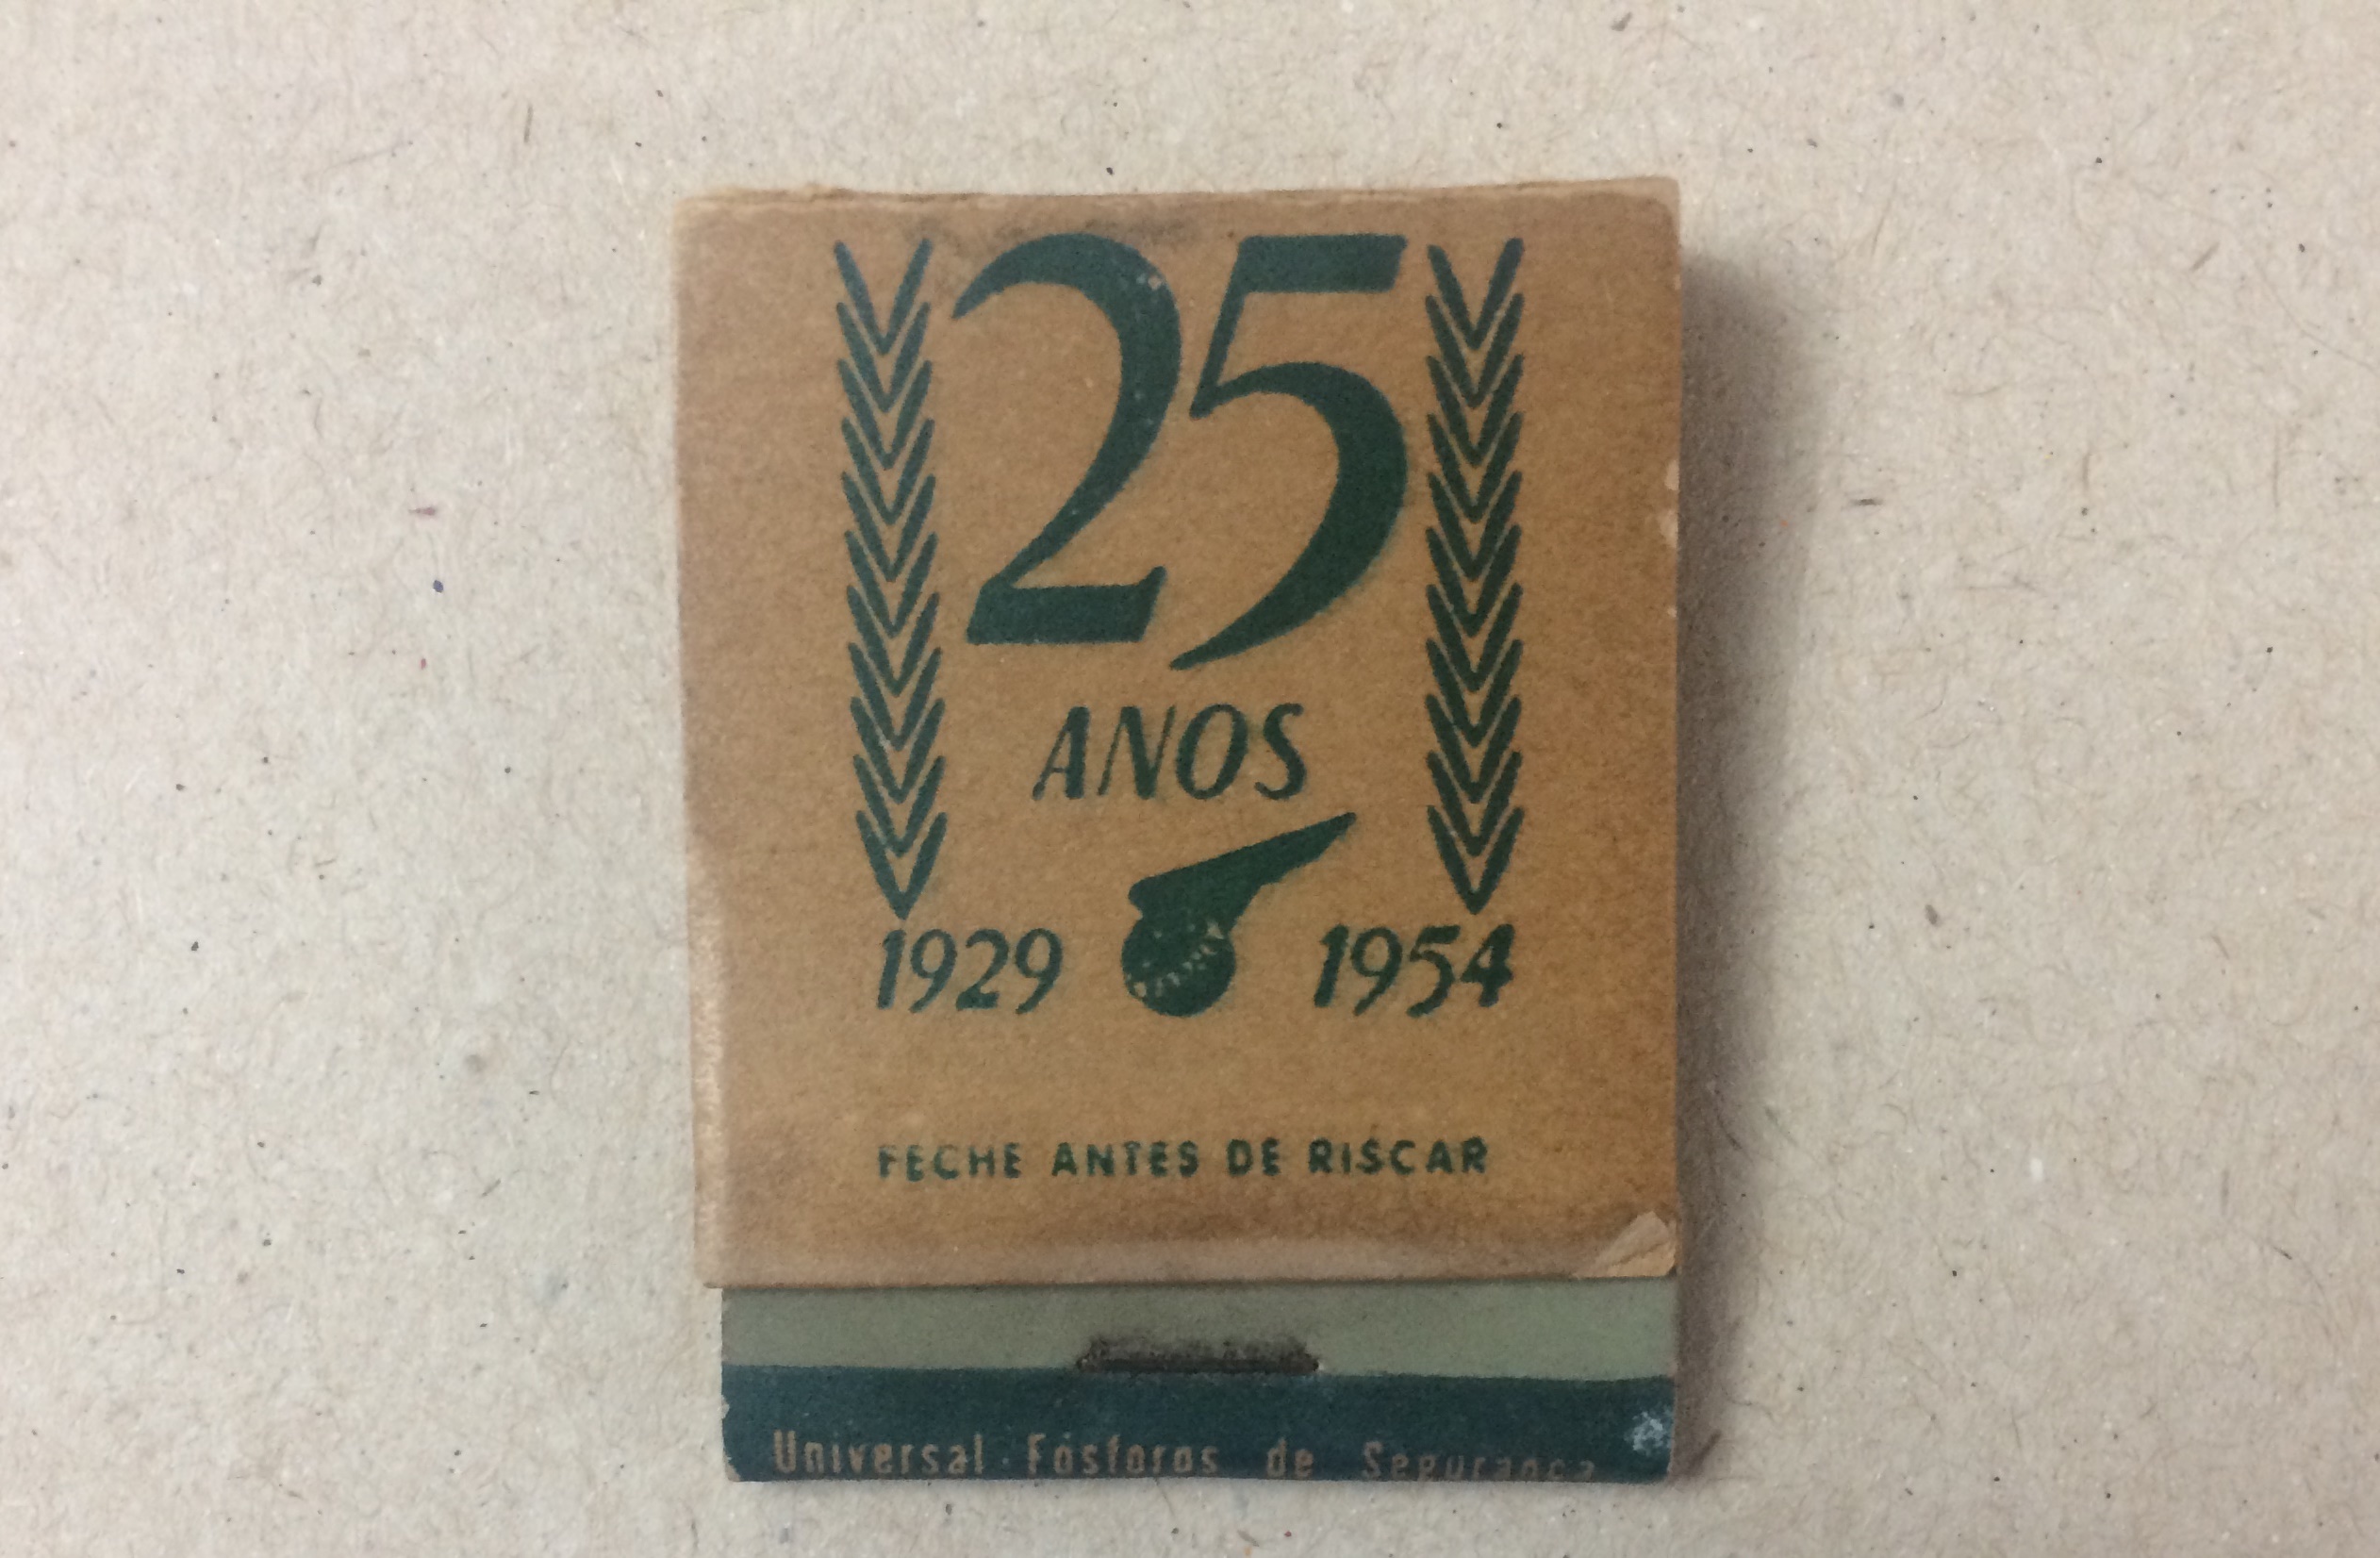 25
ANOS
1929 1954
FECHE ANTES DE RISCAR
Universal · Fósforos de Segurança